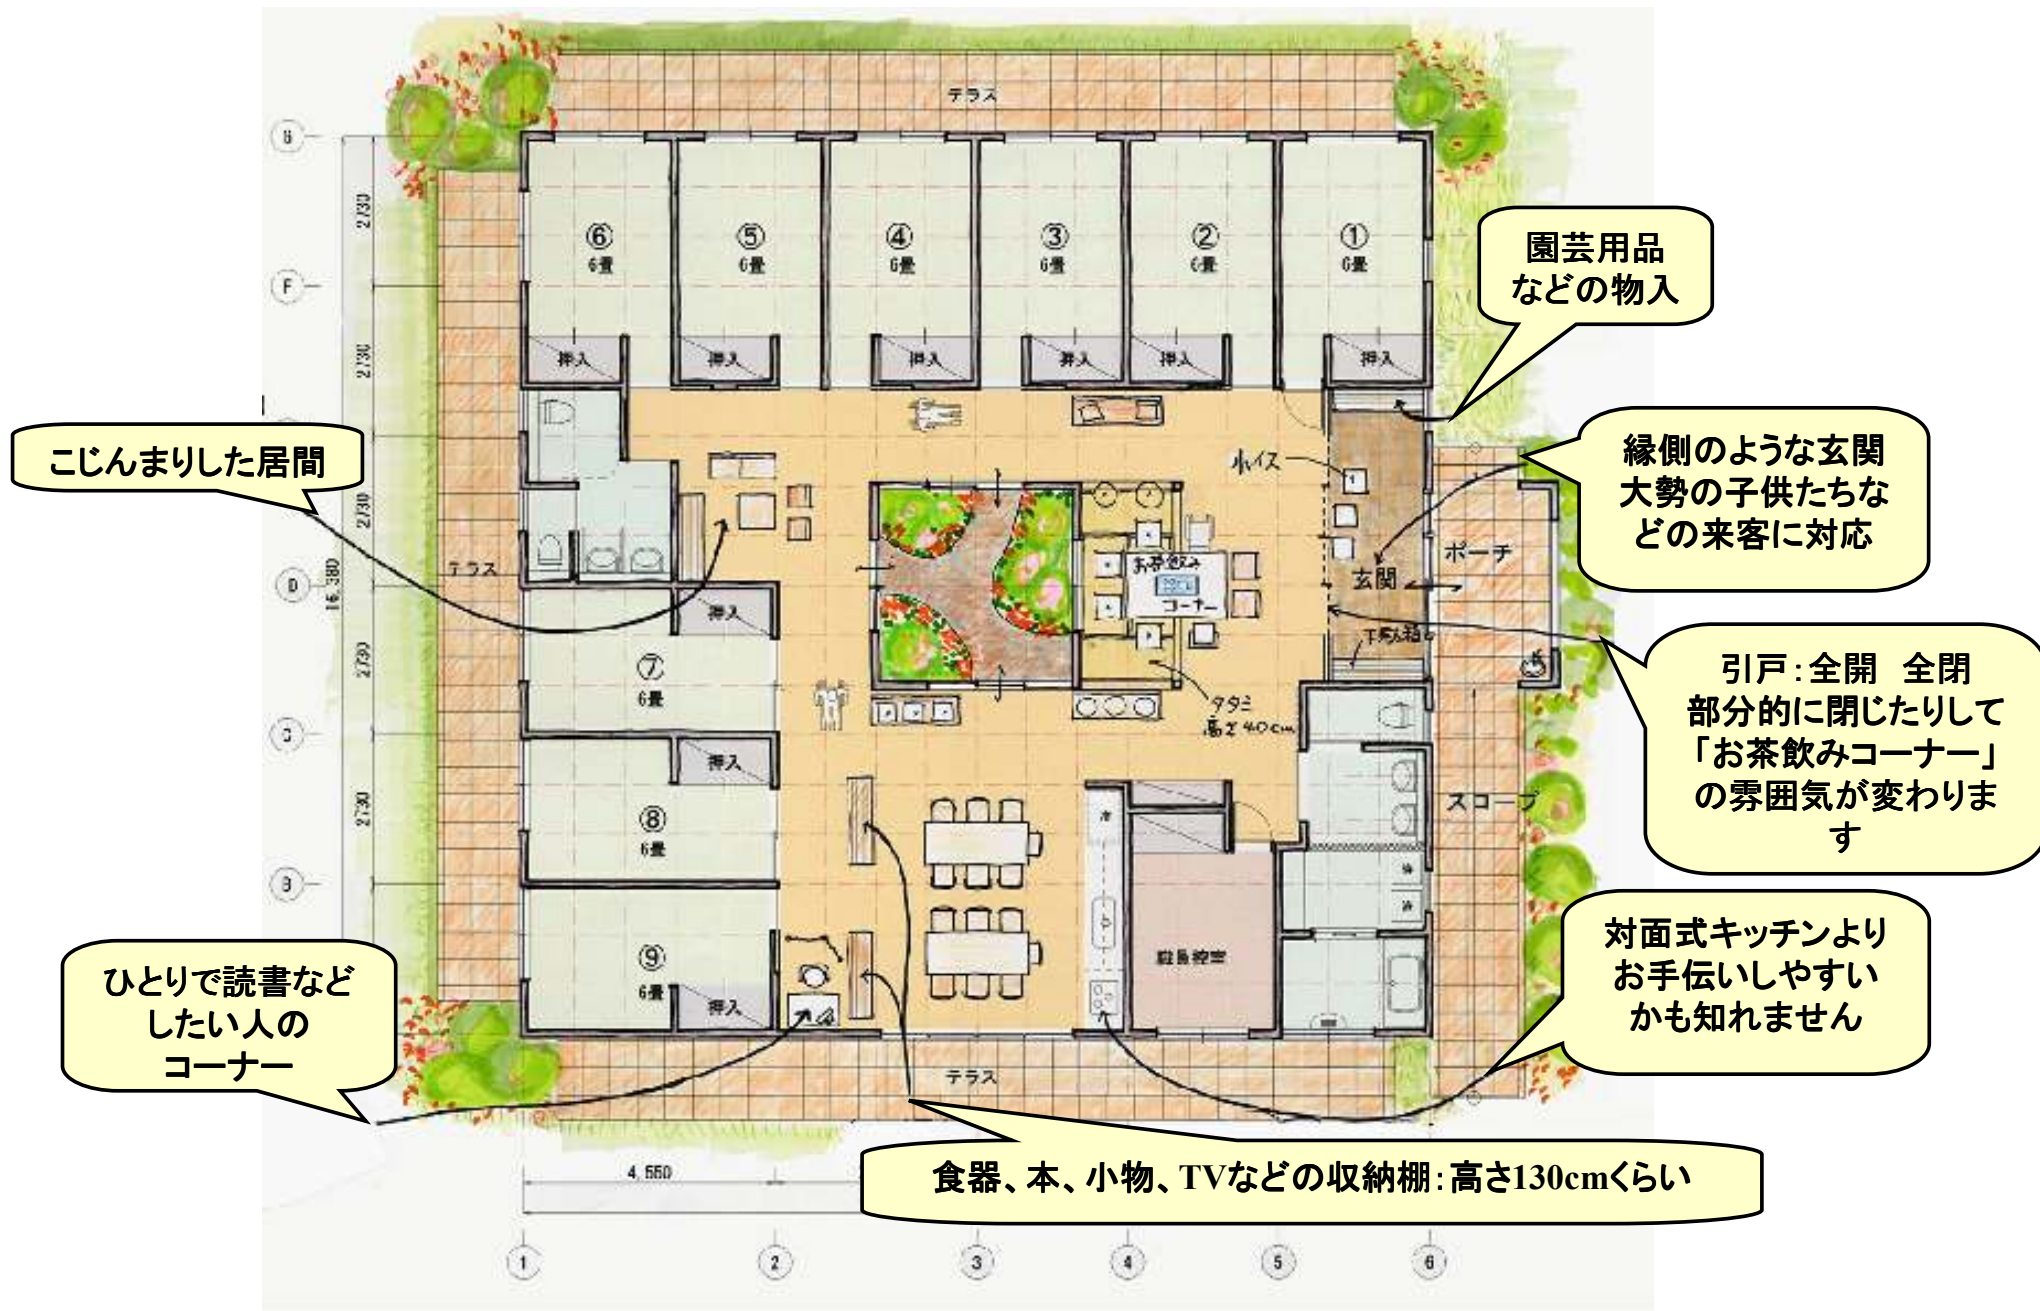 テラス
G
2730
⑥
6畳
⑤
6畳
④
6畳
③
6畳
②
6畳
①
6畳
園芸用品
などの物入
F
2730
押入
押入
押入
押入
押入
押入
こじんまりした居間
小イス
縁側のような玄関
大勢の子供たちな
どの来客に対応
2730
テラス
お茶飲み
コーナー
玄関
ポーチ
D
16,380
押入
下駄箱
2730
⑦
6畳
タタミ
高さ40cm
引戸：全開　全閉
部分的に閉じたりして
「お茶飲みコーナー」
の雰囲気が変わりま
す
押入
2730
⑧
6畳
冷
スロープ
B
⑨
6畳
押入
職員控室
対面式キッチンより
お手伝いしやすい
かも知れません
ひとりで読書など
したい人の
コーナー
テラス
食器、本、小物、TVなどの収納棚：高さ130cmくらい
4,550
1
2
3
4
5
6